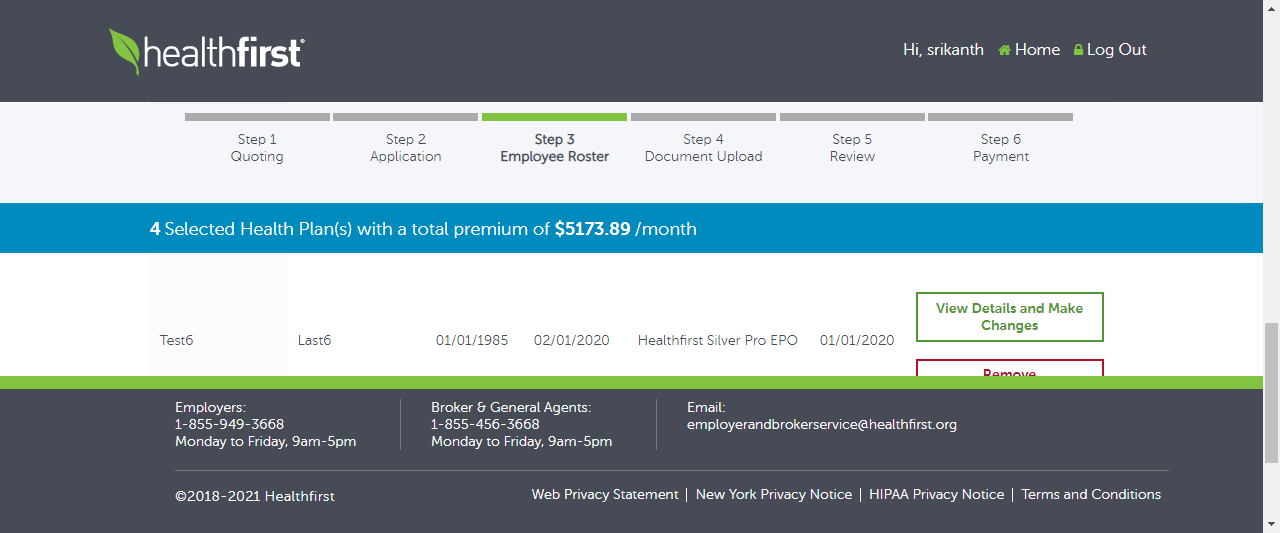 healthfirst®
Hi, srikanth Home Log Out
Step 1 Step 2 Step 3 Step 4 Step 5 Step 6
Quoting Application Employee Roster Document Upload Review Payment
4 Selected Health Plan(s) with a total premium of $5173.89 /month
View Details and Make
Changes
Test6 Last6 01/01/1985 02/01/2020 Healthfirst Silver Pro EPO 01/01/2020
Remove
Employers:
1-855-949-3668
Monday to Friday, 9am-5pm
Broker & General Agents:
1-855-456-3668
Monday to Friday, 9am-5pm
Email:
employerandbrokerservice@healthfirst.org
©2018-2021 Healthfirst
Web Privacy Statement | New York Privacy Notice | HIPAA Privacy Notice | Terms and Conditions